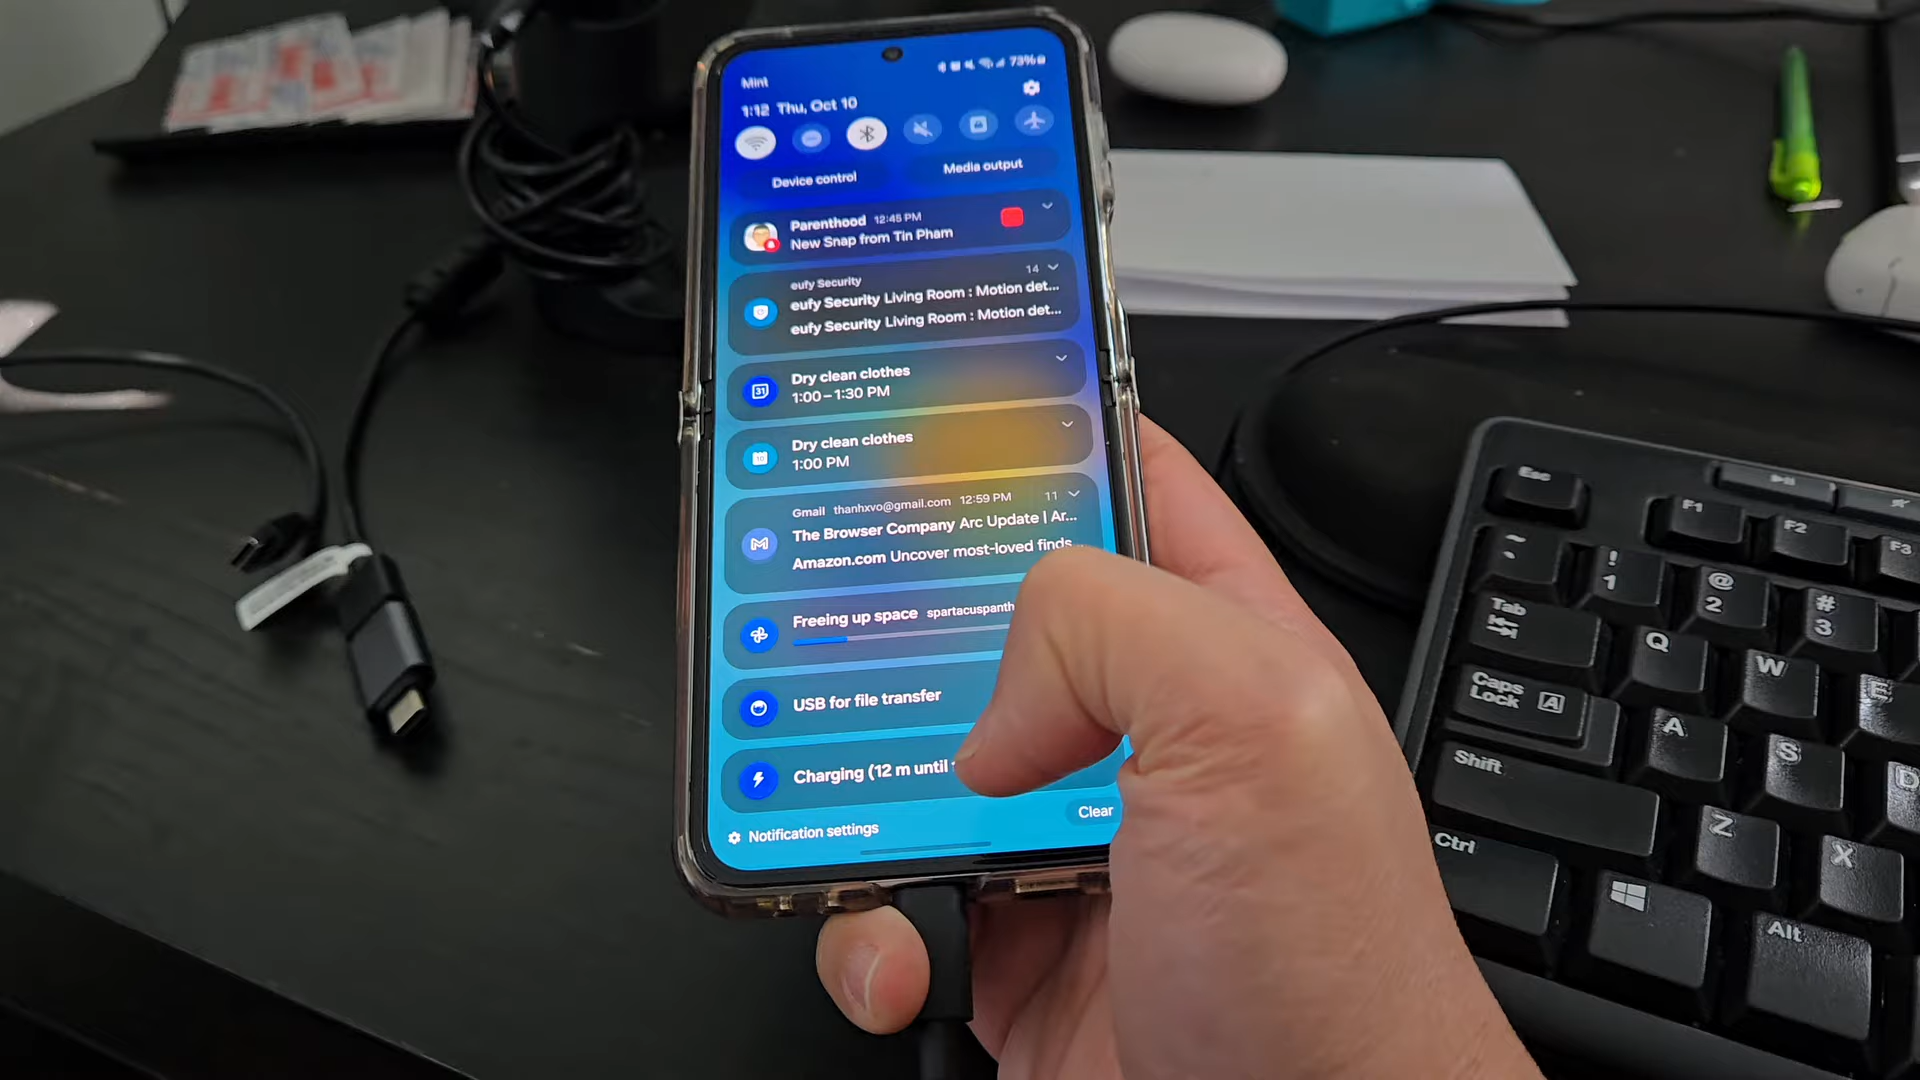 Mint
73%
1:12 Thu, Oct 10
Device control
Media output
Parenthood 12:45 PM
New Snap from Tin Pham
eufy Security
14
eufy Security Living Room : Motion det...
eufy Security Living Room : Motion det...
31
Dry clean clothes
1:00–1:30 PM
10
Dry clean clothes
1:00 PM
Gmail thanhxvo@gmail.com 12:59 PM
11
The Browser Company Arc Update | Ar...
Amazon.com Uncover most-loved finds
Freeing up space spartacuspanth
USB for file transfer
Charging (12 m until
Notification settings
Clear
Esc
F1
F2
F3
~
!
1
@
2
#
3
Tab
Q
W
E
Caps
Lock A
A
S
D
Shift
Z
X
Ctrl
Alt